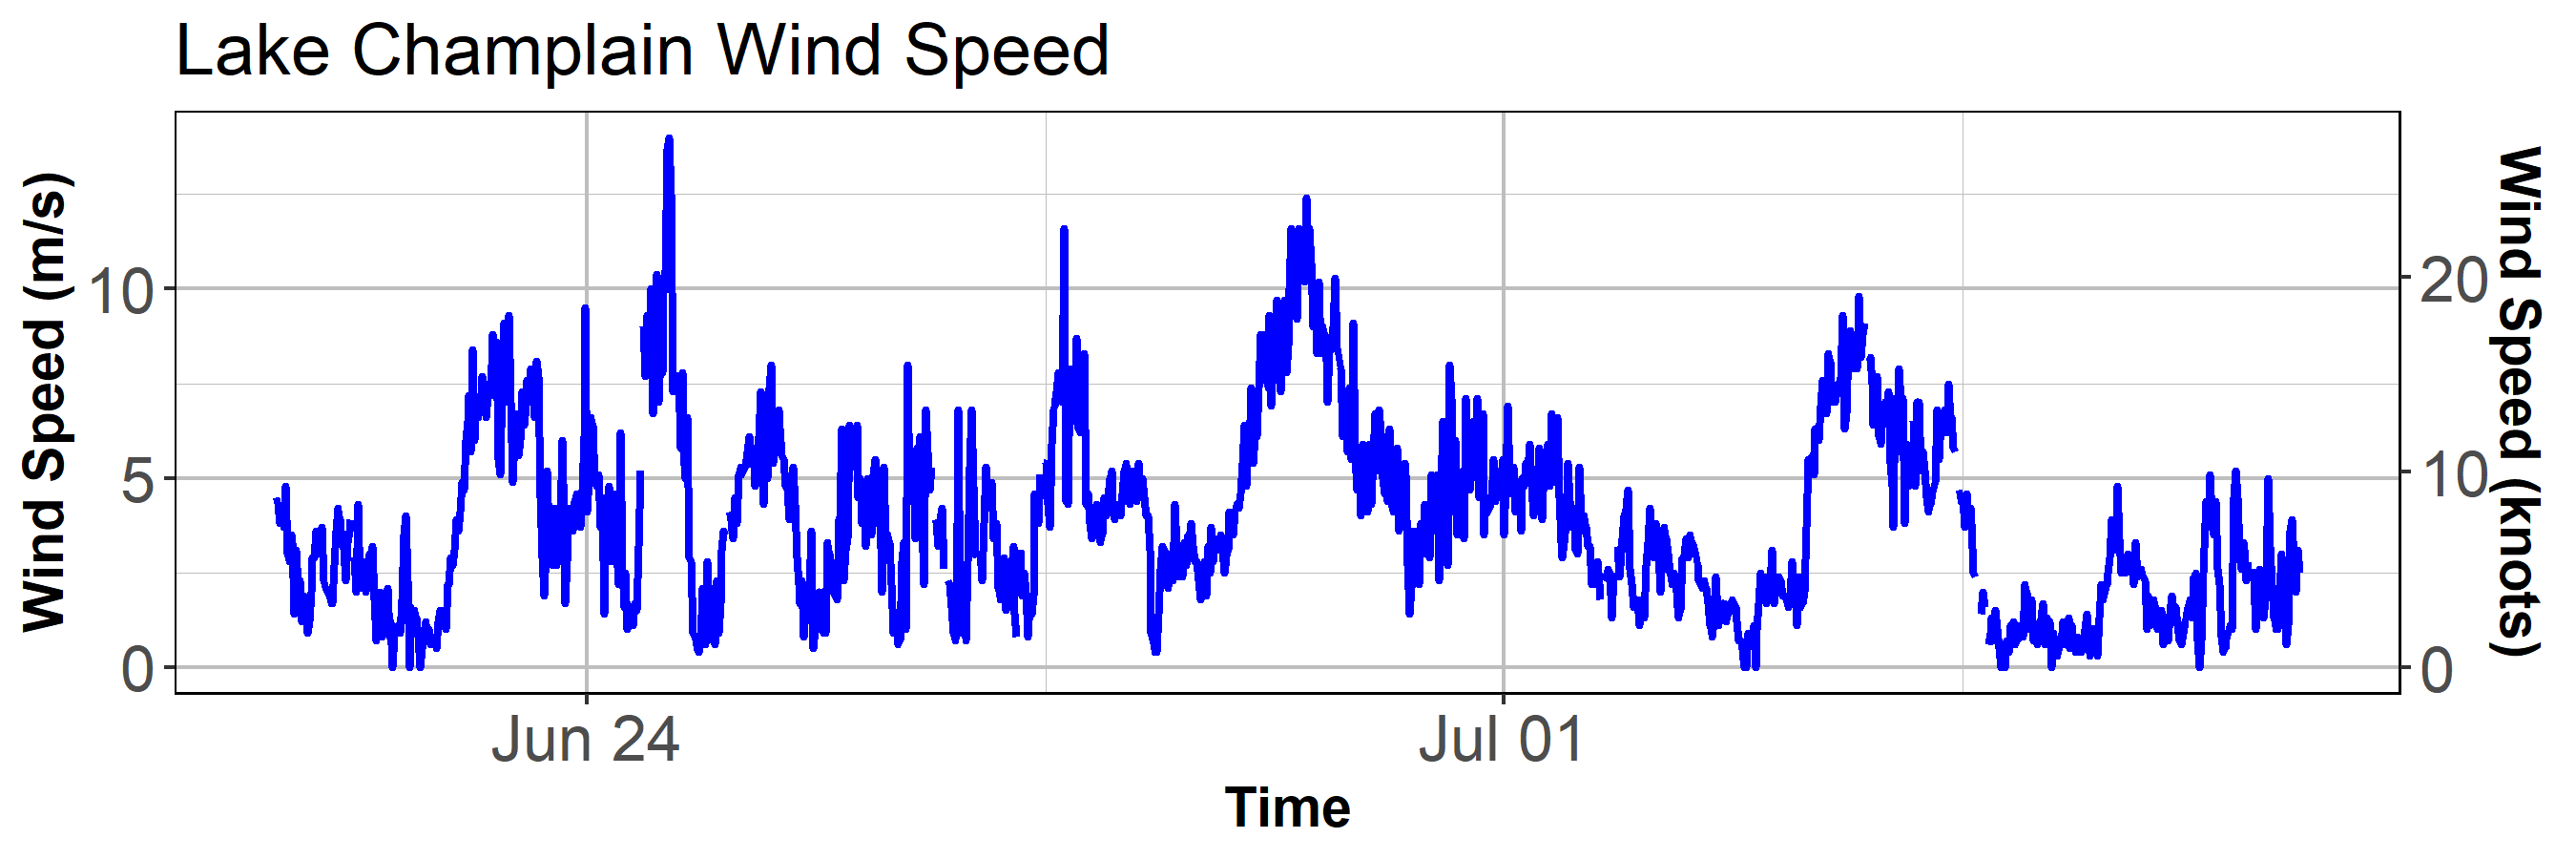 Lake Champlain Wind Speed
Wind Speed (m/s)
10
5
0
20
10
0
Wind Speed (knots)
Jun 24
Jul 01
Time